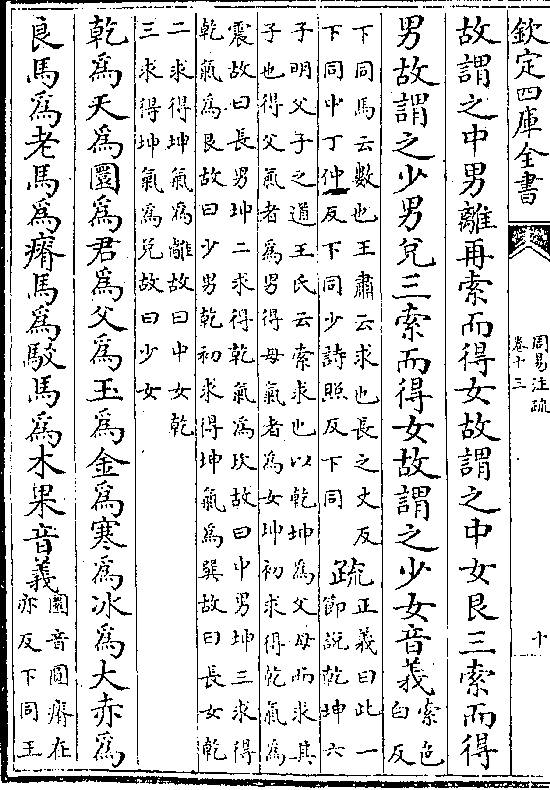 欽定四庫全書
周易注疏
卷十三
十
故謂之中男離再索而得女故謂之中女艮三索而得
男故謂之少男兌三索而得女故謂之少女音義
索色
白反
下同馬云數也王肅云求也長之丈反
下同中丁仲反下同少詩照反下同
疏
正義曰此一
節說乾坤六
子明父子之道王氏云索求也以乾坤為父母而求其
子也得父氣者為男得母氣者為女坤初求得乾氣為
震故曰長男坤二求得乾氣為坎故曰中男坤三求得
乾氣為艮故曰少男乾初求得坤氣為巽故曰長女乾
二求得坤氣為離故曰中女乾
三求得坤氣為兌故曰少女
乾為天為圜為君為父為玉為金為寒為冰為大赤為
良馬為老馬為瘠馬為駁馬為木果音義
圜音圓瘠在
亦反下同王